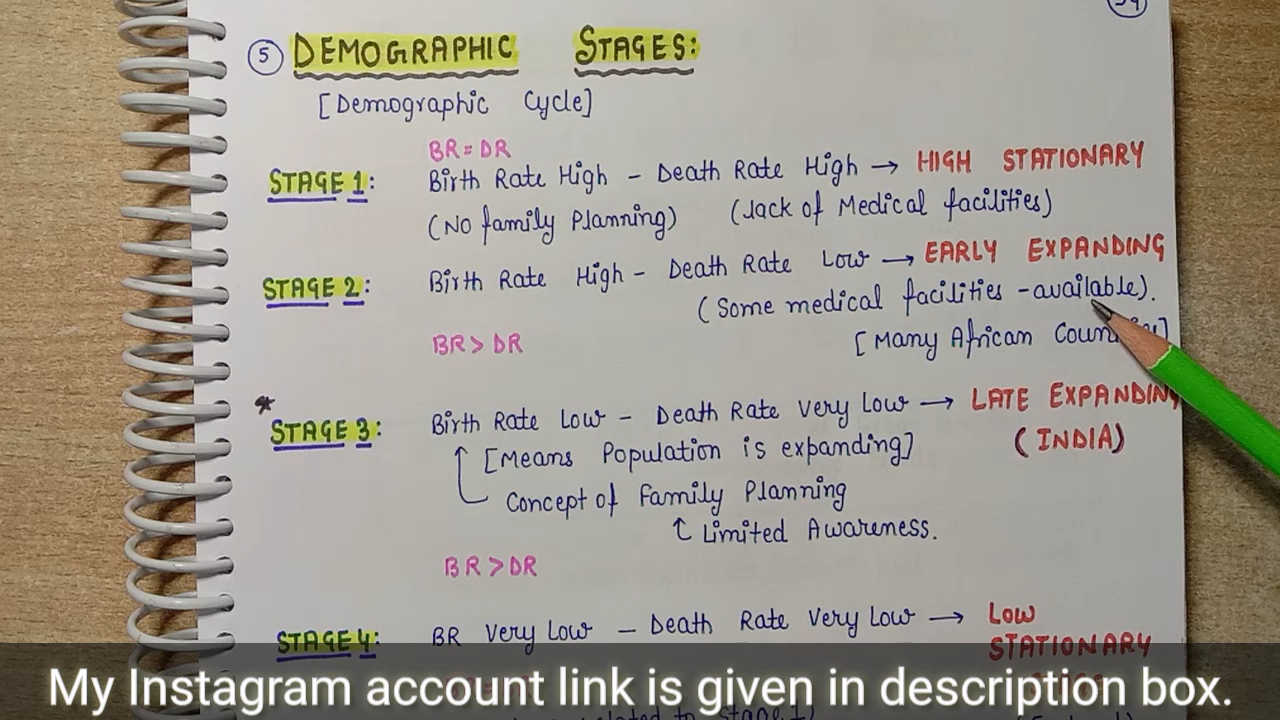 5 DEMOGRAPHIC STAGES:
[Demographic Cycle]
BR = DR
STAGE 1: Birth Rate High - Death Rate High → HIGH STATIONARY
(No family Planning) (Lack of Medical facilities)
STAGE 2: Birth Rate High - Death Rate Low → EARLY EXPANDING
(Some medical facilities -available).
BR > DR [Many African
* STAGE 3: Birth Rate Low - Death Rate Very Low → LATE EXPANDIN
↑ [Means Population is expanding] (INDIA)
Concept of Family Planning
↑ Limited Awareness.
BR > DR
STAGE 4: BR Very Low - Death Rate Very Low → LOW
STATIONARY
My Instagram account link is given in description box.